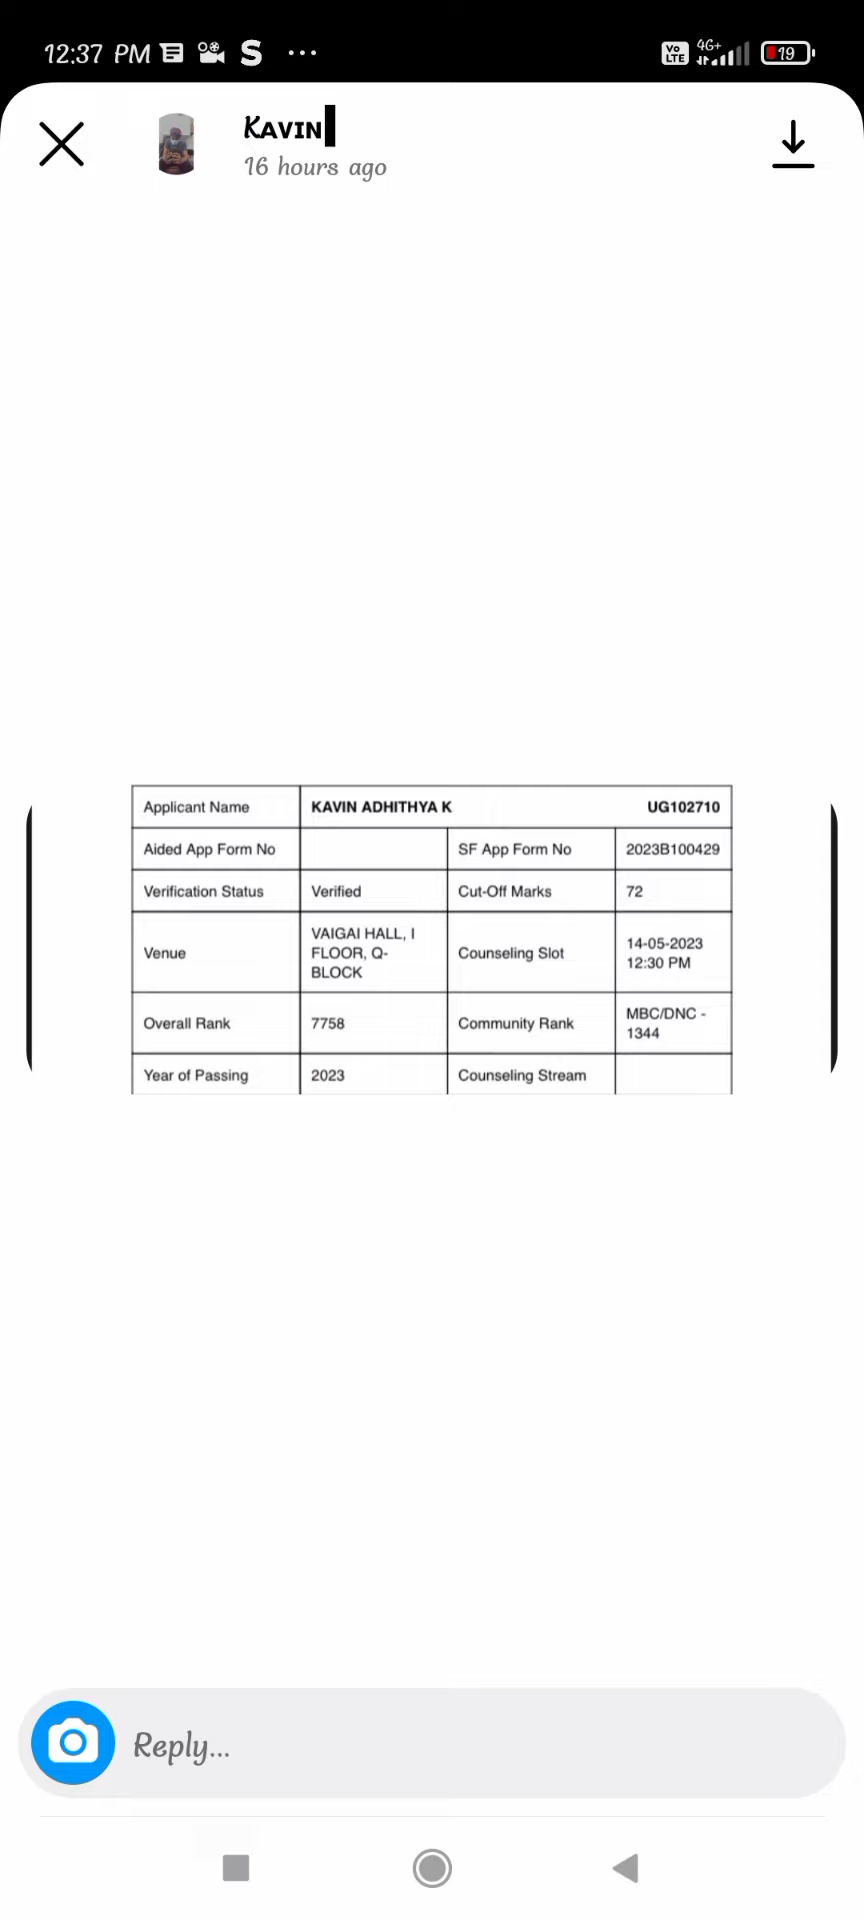 12:37 PM S ...
Vo LTE 4G+ 19
KAVIN
16 hours ago
Applicant Name KAVIN ADHITHYA K UG102710
Aided App Form No SF App Form No 2023B100429
Verification Status Verified Cut-Off Marks 72
Venue VAIGAI HALL, I FLOOR, Q-BLOCK Counseling Slot 14-05-2023 12:30 PM
Overall Rank 7758 Community Rank MBC/DNC - 1344
Year of Passing 2023 Counseling Stream
Reply...